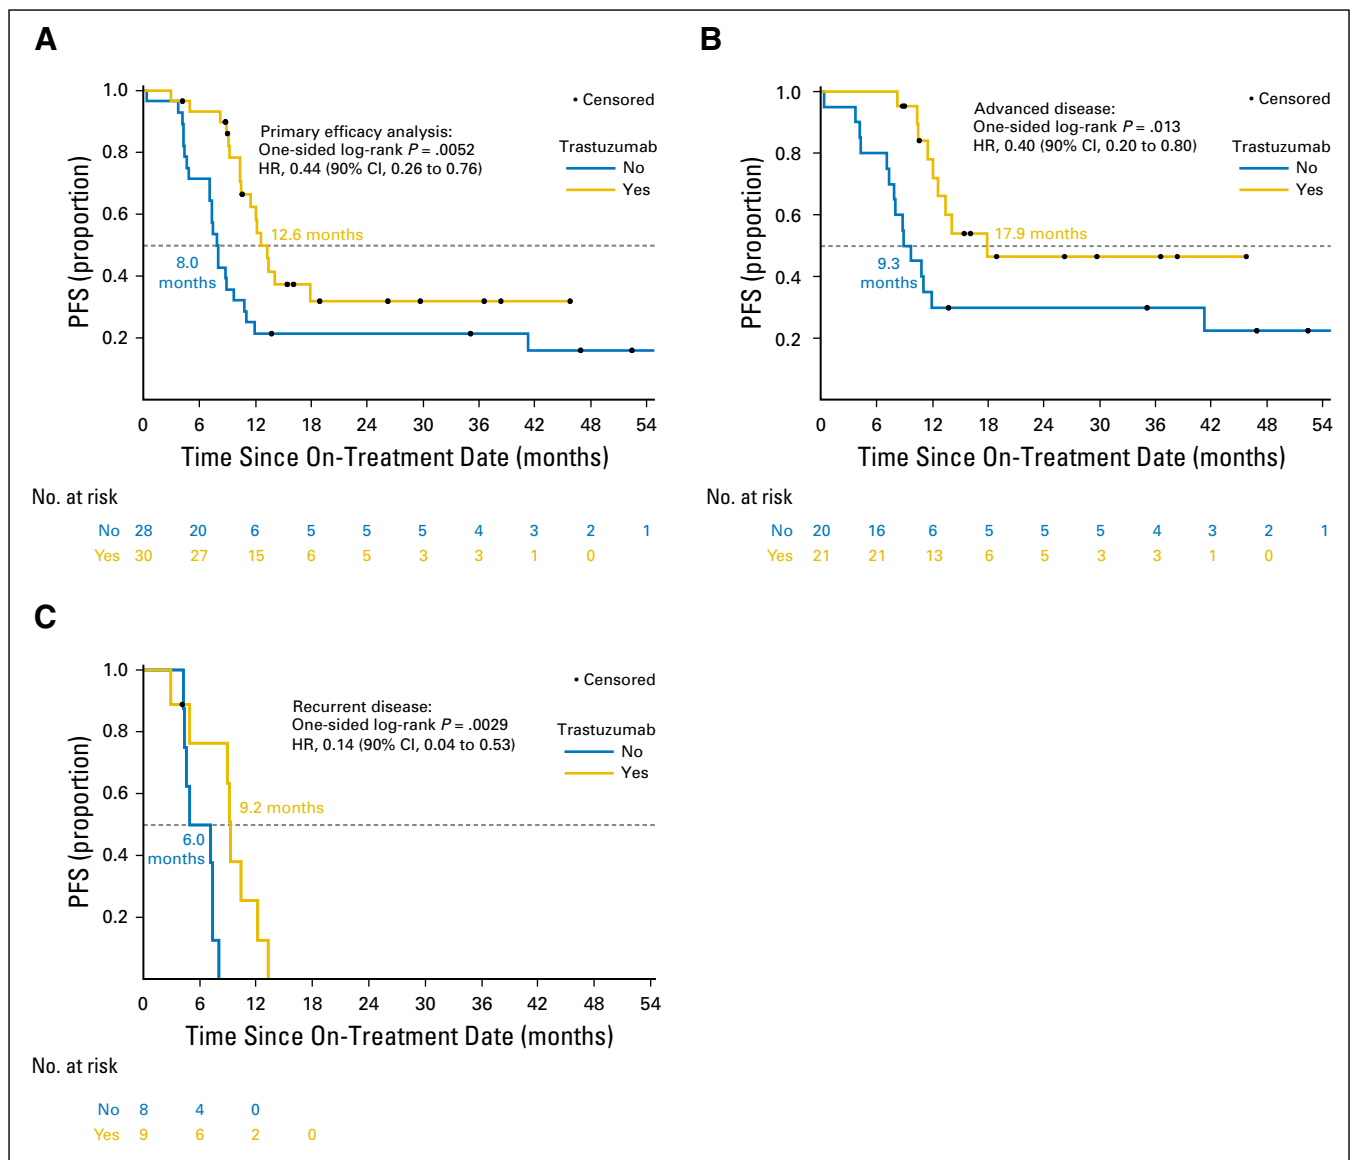 A
1.0
0.8
0.6
0.4
0.2
PFS (proportion)
• Censored
Primary efficacy analysis:
One-sided log-rank P = .0052
HR, 0.44 (90% CI, 0.26 to 0.76)
Trastuzumab
No
Yes
12.6 months
8.0
months
0 6 12 18 24 30 36 42 48 54
Time Since On-Treatment Date (months)
No. at risk
No 28 20 6 5 5 5 4 3 2 1
Yes 30 27 15 6 5 3 3 1 0
B
1.0
0.8
0.6
0.4
0.2
PFS (proportion)
• Censored
Advanced disease:
One-sided log-rank P = .013
HR, 0.40 (90% CI, 0.20 to 0.80)
Trastuzumab
No
Yes
17.9 months
9.3
months
0 6 12 18 24 30 36 42 48 54
Time Since On-Treatment Date (months)
No. at risk
No 20 16 6 5 5 5 4 3 2 1
Yes 21 21 13 6 5 3 3 1 0
C
1.0
0.8
0.6
0.4
0.2
PFS (proportion)
• Censored
Recurrent disease:
One-sided log-rank P = .0029
HR, 0.14 (90% CI, 0.04 to 0.53)
Trastuzumab
No
Yes
9.2 months
6.0
months
0 6 12 18 24 30 36 42 48 54
Time Since On-Treatment Date (months)
No. at risk
No 8 4 0
Yes 9 6 2 0